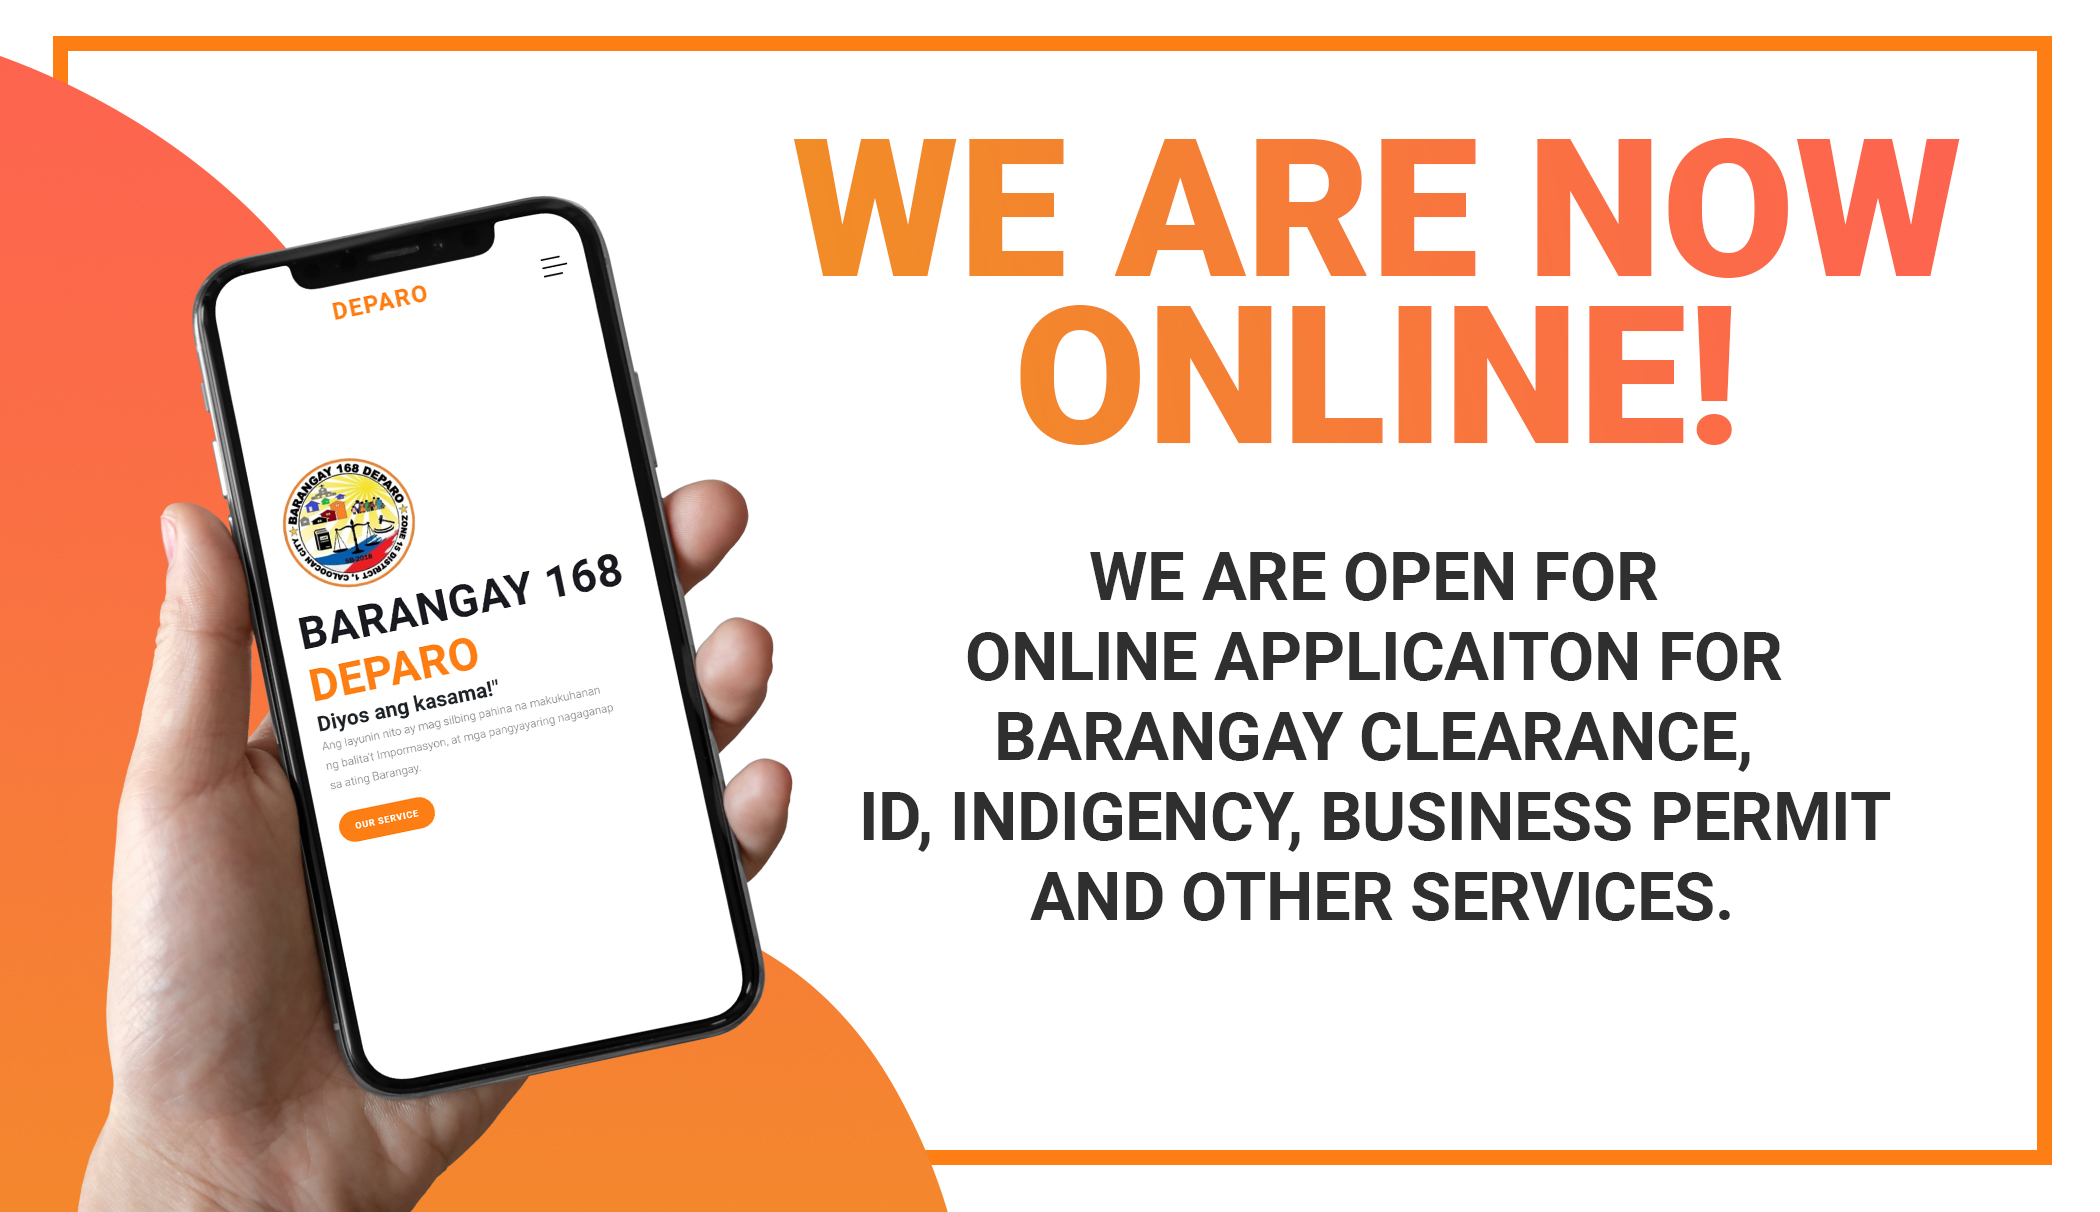 WE ARE NOW
ONLINE!
WE ARE OPEN FOR
ONLINE APPLICAITON FOR
BARANGAY CLEARANCE,
ID, INDIGENCY, BUSINESS PERMIT
AND OTHER SERVICES.
DEPARO
BARANGAY 168 DEPARO
ZONE 15 DISTRICT 1, CALOOCAN CITY
SB-2018
BARANGAY 168
DEPARO
Diyos ang kasama!"
Ang layunin nito ay mag silbing pahina na makukuhanan
ng balita't Impormasyon, at mga pangyayaring nagaganap
sa ating Barangay.
OUR SERVICE